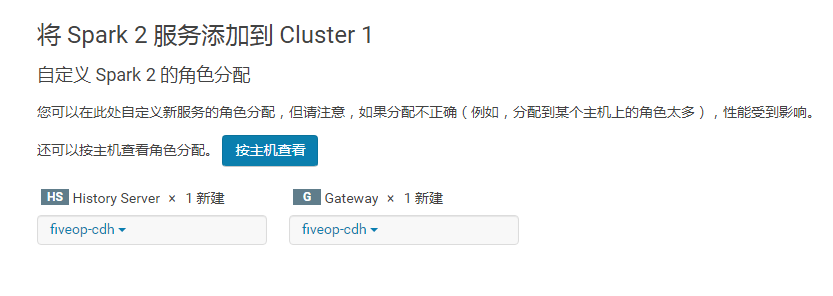 将 Spark 2 服务添加到 Cluster 1
自定义 Spark 2 的角色分配
您可以在此处自定义新服务的角色分配，但请注意，如果分配不正确（例如，分配到某个主机上的角色太多），性能受到影响。
还可以按主机查看角色分配。 按主机查看
HS History Server × 1 新建 G Gateway × 1 新建
fiveop-cdh fiveop-cdh